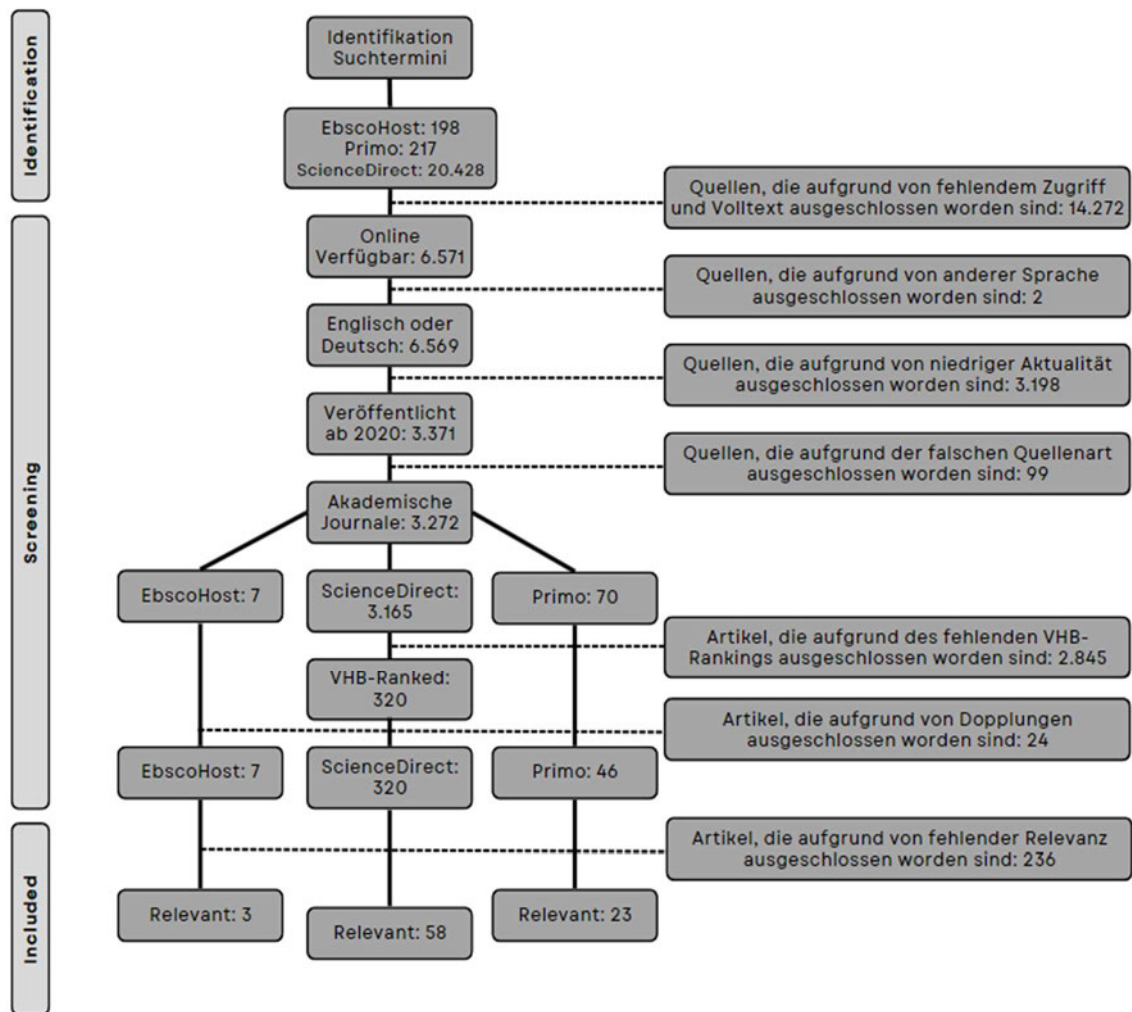 Identification
Identifikation
Suchtermini
EbscoHost: 198
Primo: 217
ScienceDirect: 20.428
Quellen, die aufgrund von fehlendem Zugriff
und Volltext ausgeschlossen worden sind: 14.272
Screening
Online
Verfügbar: 6.571
Quellen, die aufgrund von anderer Sprache
ausgeschlossen worden sind: 2
Englisch oder
Deutsch: 6.569
Quellen, die aufgrund von niedriger Aktualität
ausgeschlossen worden sind: 3.198
Veröffentlicht
ab 2020: 3.371
Quellen, die aufgrund der falschen Quellenart
ausgeschlossen worden sind: 99
Akademische
Journale: 3.272
EbscoHost: 7
ScienceDirect:
3.165
Primo: 70
Artikel, die aufgrund des fehlenden VHB-
Rankings ausgeschlossen worden sind: 2.845
VHB-Ranked:
320
Artikel, die aufgrund von Dopplungen
ausgeschlossen worden sind: 24
EbscoHost: 7
ScienceDirect:
320
Primo: 46
Included
Artikel, die aufgrund von fehlender Relevanz
ausgeschlossen worden sind: 236
Relevant: 3
Relevant: 58
Relevant: 23